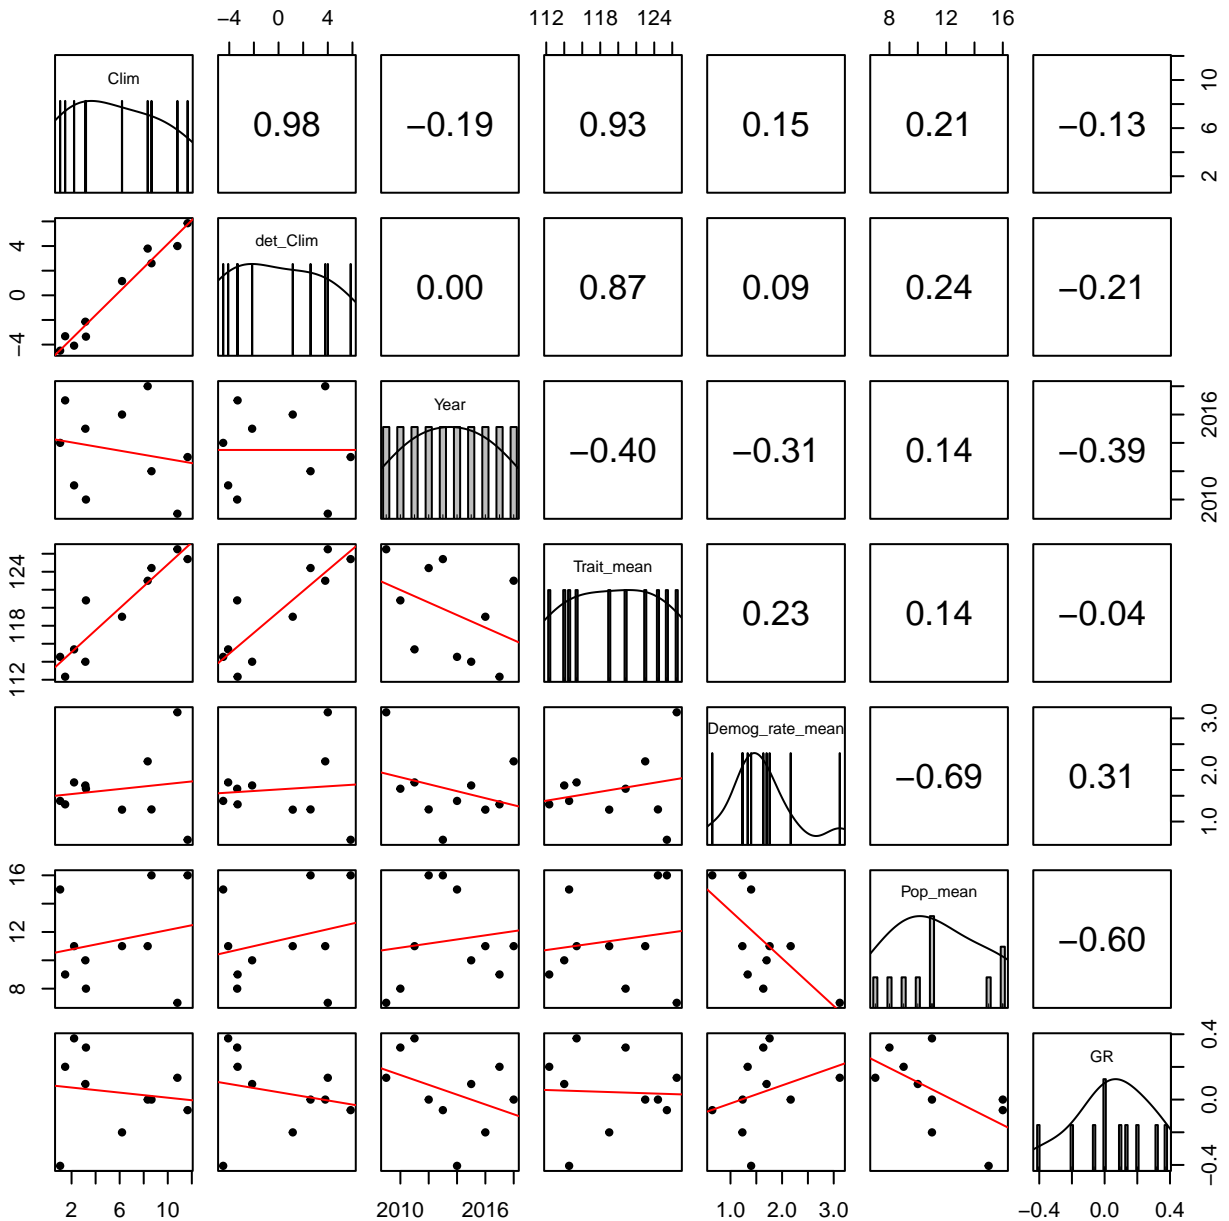 −4 0 4 112 118 124 8 12 16
Clim 0.98 −0.19 0.93 0.15 0.21 −0.13 2 6 10
−4 0 4 det_Clim 0.00 0.87 0.09 0.24 −0.21
Year −0.40 −0.31 0.14 −0.39 2010 2016
112 118 124 Trait_mean 0.23 0.14 −0.04
Demog_rate_mean −0.69 0.31 1.0 2.0 3.0
8 12 16 Pop_mean −0.60
GR −0.4 0.0 0.4
2 6 10 2010 2016 1.0 2.0 3.0 −0.4 0.0 0.4